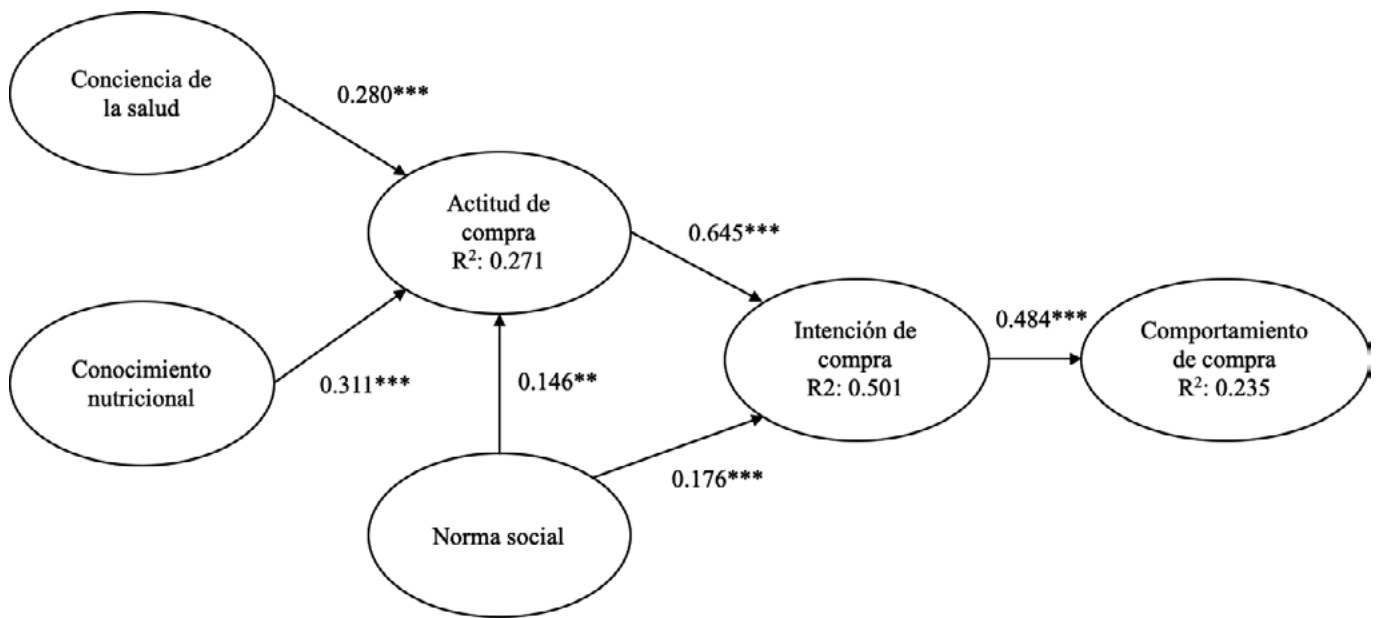 Conciencia de
la salud
0.280***
Actitud de
compra
R²: 0.271
0.645***
Conocimiento
nutricional
0.311***
0.146**
Intención de
compra
R2: 0.501
0.484***
Comportamiento
de compra
R²: 0.235
0.176***
Norma social